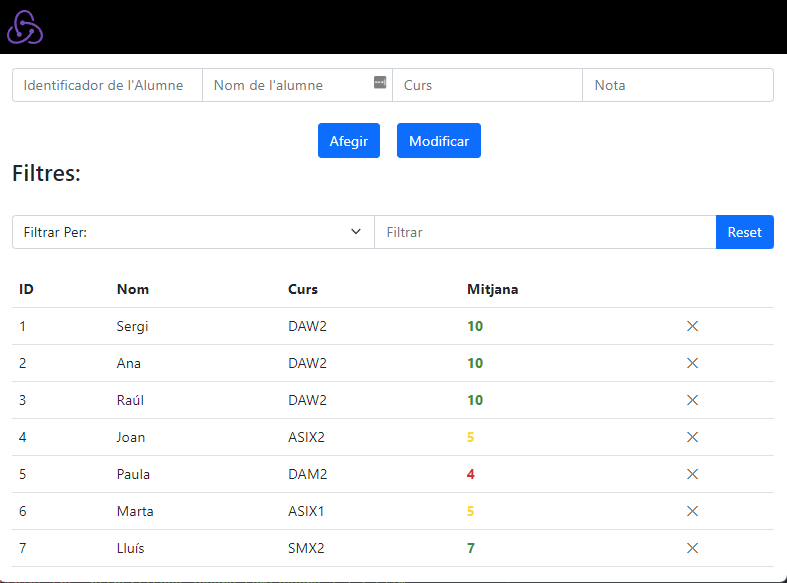 Identificador de l'Alumne Nom de l'alumne Curs Nota
Afegir Modificar
Filtres:
Filtrar Per: Filtrar Reset
ID Nom Curs Mitjana
1 Sergi DAW2 10
2 Ana DAW2 10
3 Raúl DAW2 10
4 Joan ASIX2 5
5 Paula DAM2 4
6 Marta ASIX1 5
7 Lluís SMX2 7